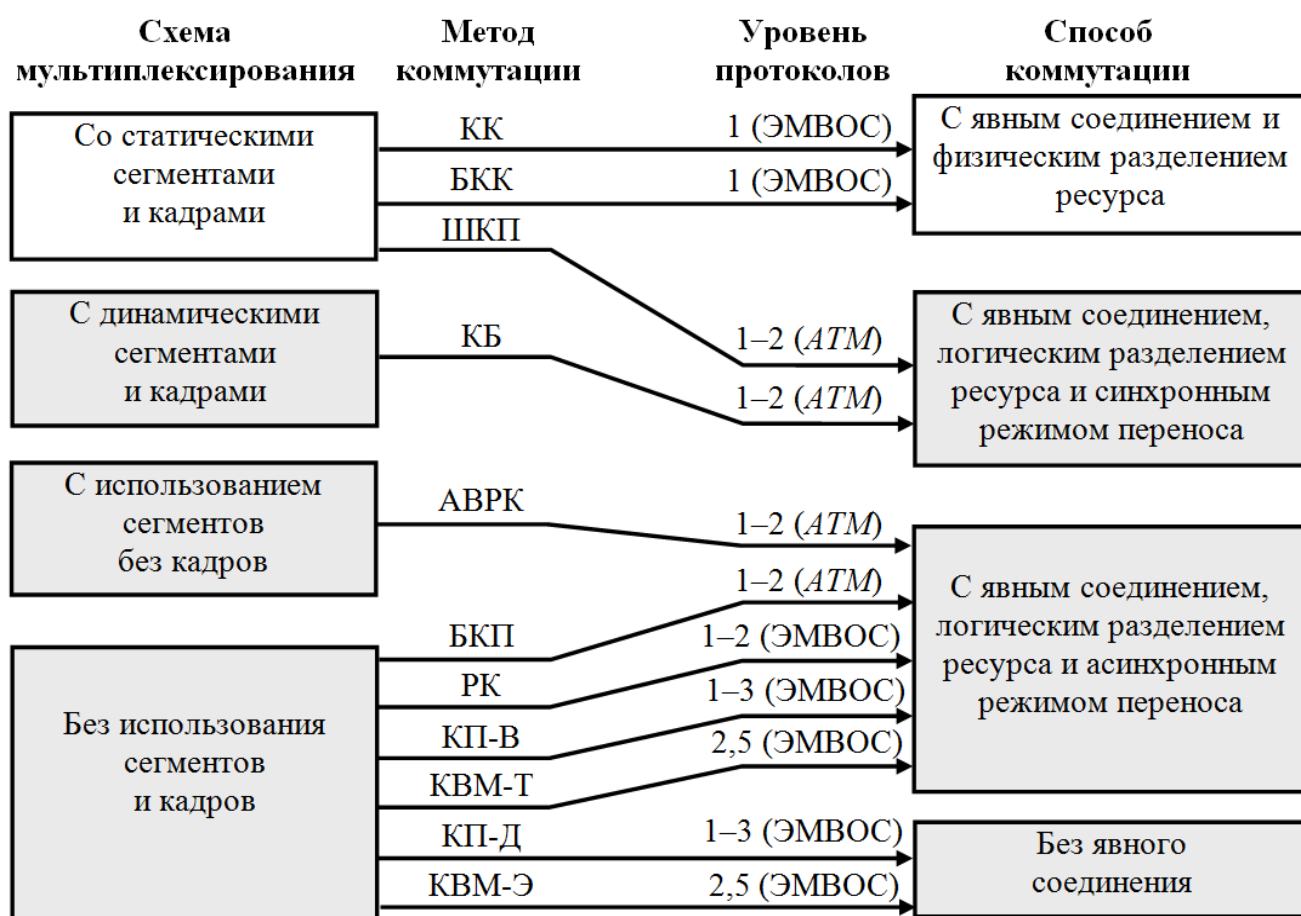 Схема
мультиплексирования
Метод
коммутации
Уровень
протоколов
Способ
коммутации
Со статическими
сегментами
и кадрами
КК
1 (ЭМВОС)
БКК
1 (ЭМВОС)
ШКП
С явным соединением и
физическим разделением
ресурса
С динамическими
сегментами
и кадрами
КБ
1–2 (АТМ)
1–2 (АТМ)
С явным соединением,
логическим разделением
ресурса и синхронным
режимом переноса
С использованием
сегментов
без кадров
АВРК
1–2 (АТМ)
Без использования
сегментов
и кадров
БКП
1–2 (АТМ)
РК
1–2 (ЭМВОС)
КП-В
1–3 (ЭМВОС)
КВМ-Т
2,5 (ЭМВОС)
С явным соединением,
логическим разделением
ресурса и асинхронным
режимом переноса
КП-Д
1–3 (ЭМВОС)
КВМ-Э
2,5 (ЭМВОС)
Без явного
соединения